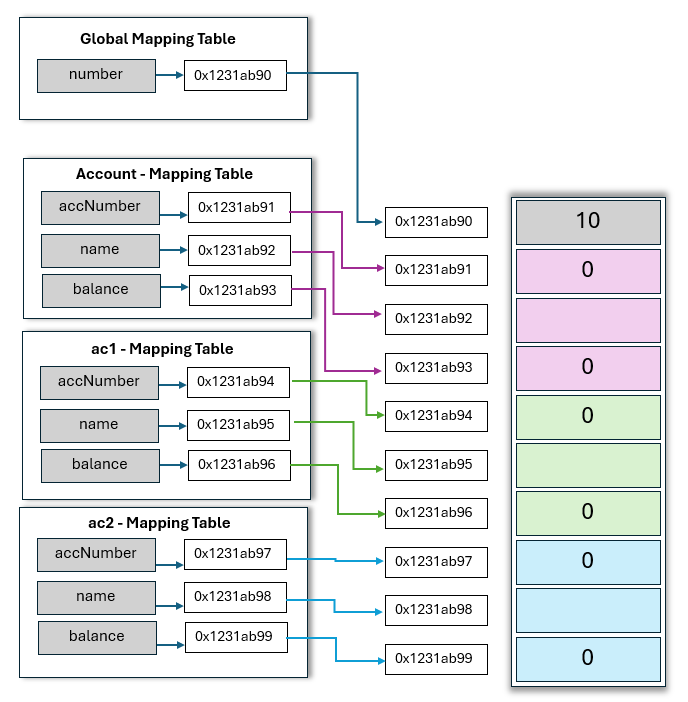 Global Mapping Table
number
0x1231ab90
Account - Mapping Table
accNumber
0x1231ab91
name
0x1231ab92
balance
0x1231ab93
ac1 - Mapping Table
accNumber
0x1231ab94
name
0x1231ab95
balance
0x1231ab96
ac2 - Mapping Table
accNumber
0x1231ab97
name
0x1231ab98
balance
0x1231ab99
0x1231ab90
10
0x1231ab91
0
0x1231ab92
0x1231ab93
0
0x1231ab94
0
0x1231ab95
0x1231ab96
0
0x1231ab97
0
0x1231ab98
0x1231ab99
0